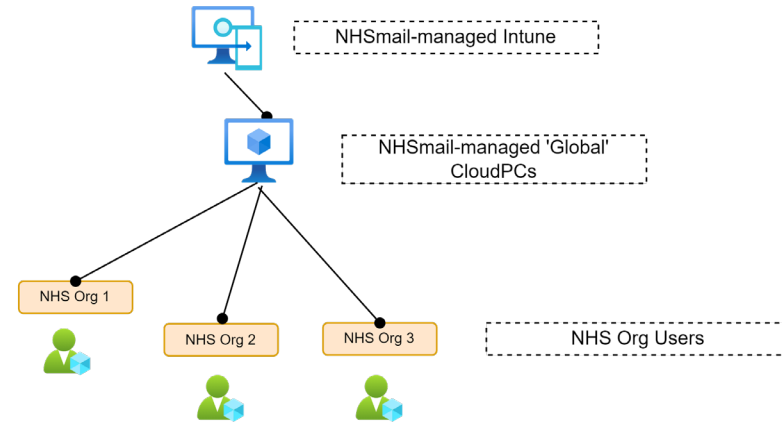 NHSmail-managed Intune
NHSmail-managed 'Global'
CloudPCs
NHS Org 1
NHS Org 2
NHS Org 3
NHS Org Users